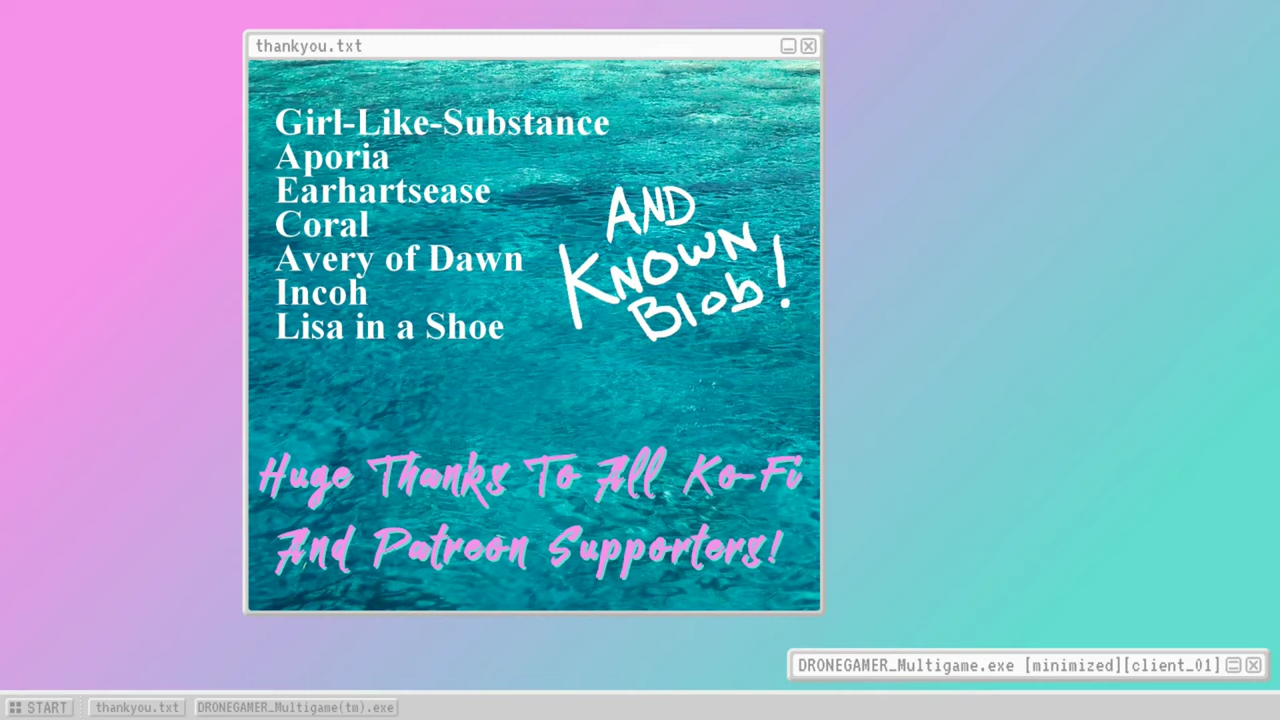 thankyou.txt
Girl-Like-Substance
Aporia
Earhartsease
Coral
Avery of Dawn
Incoh
Lisa in a Shoe
AND
KNOWN
Blob!
Huge Thanks To All Ko-Fi
And Patreon Supporters!
DRONEGAMER_Multigame.exe [minimized][client_01]
START
thankyou.txt
DRONEGAMER_Multigame(tm).exe